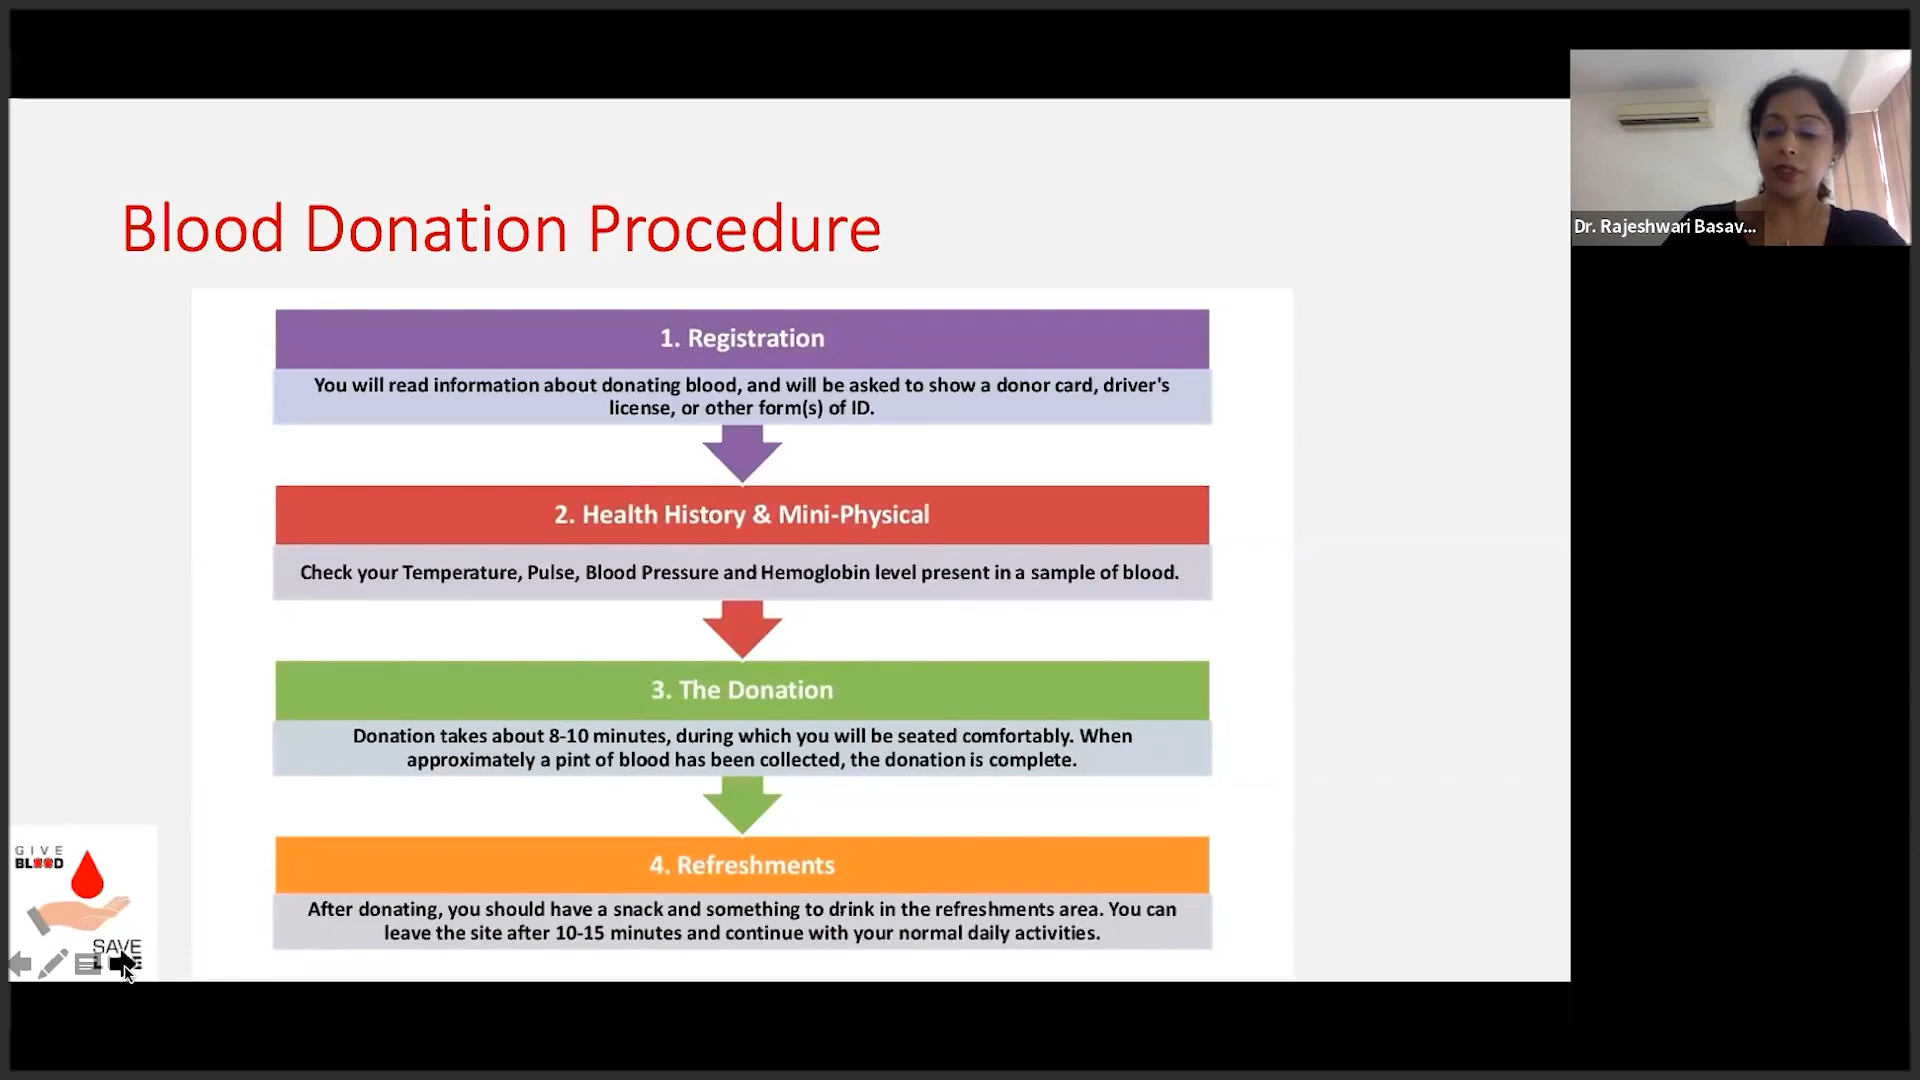 Blood Donation Procedure
1. Registration
You will read information about donating blood, and will be asked to show a donor card, driver's
license, or other form(s) of ID.
2. Health History & Mini-Physical
Check your Temperature, Pulse, Blood Pressure and Hemoglobin level present in a sample of blood.
3. The Donation
Donation takes about 8-10 minutes, during which you will be seated comfortably. When
approximately a pint of blood has been collected, the donation is complete.
4. Refreshments
After donating, you should have a snack and something to drink in the refreshments area. You can
leave the site after 10-15 minutes and continue with your normal daily activities.
GIVE
BLOOD
SAVE
Dr. Rajeshwari Basav...